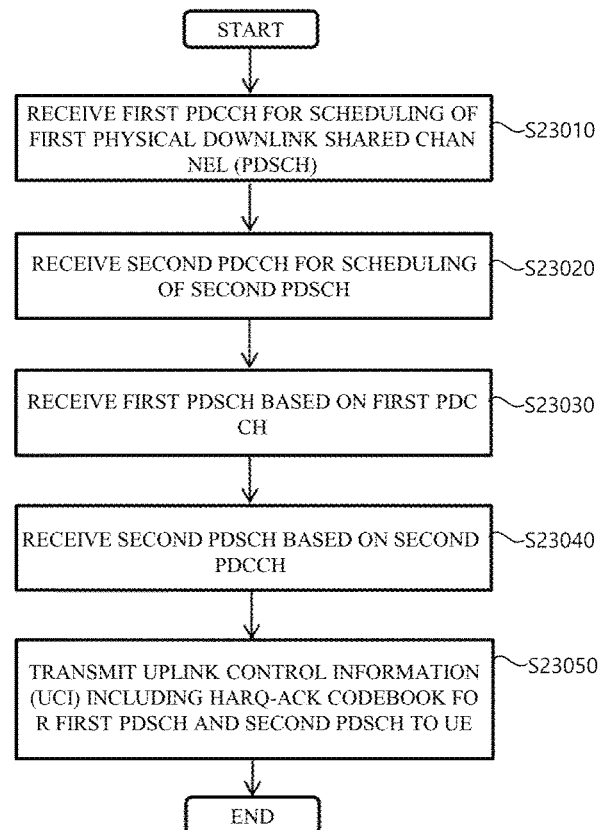 START
RECEIVE FIRST PDCCH FOR SCHEDULING OF
FIRST PHYSICAL DOWNLINK SHARED CHAN
NEL (PDSCH)
S23010
RECEIVE SECOND PDCCH FOR SCHEDULING
OF SECOND PDSCH
S23020
RECEIVE FIRST PDSCH BASED ON FIRST PDC
CH
S23030
RECEIVE SECOND PDSCH BASED ON SECOND
PDCCH
S23040
TRANSMIT UPLINK CONTROL INFORMATION
(UCI) INCLUDING HARQ-ACK CODEBOOK FO
R FIRST PDSCH AND SECOND PDSCH TO UE
S23050
END